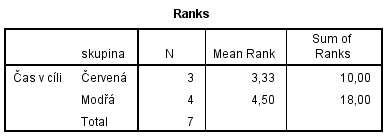 Ranks
skupina N Mean Rank Sum of Ranks
Čas v cíli Červená 3 3,33 10,00
Modřá 4 4,50 18,00
Total 7